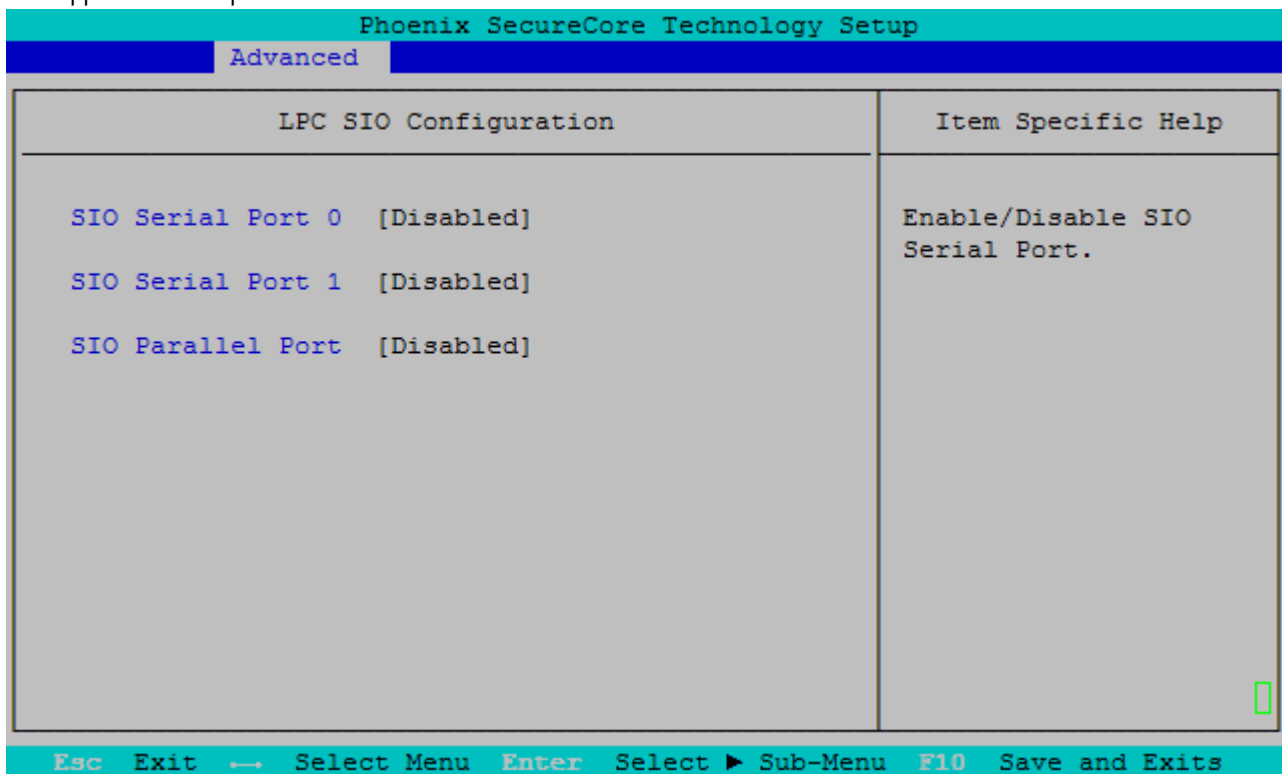 Phoenix SecureCore Technology Setup
Advanced
LPC SIO Configuration
Item Specific Help
SIO Serial Port 0 [Disabled]
SIO Serial Port 1 [Disabled]
SIO Parallel Port [Disabled]
Enable/Disable SIO
Serial Port.
Esc Exit ↔ Select Menu Enter Select ▶ Sub-Menu F10 Save and Exits